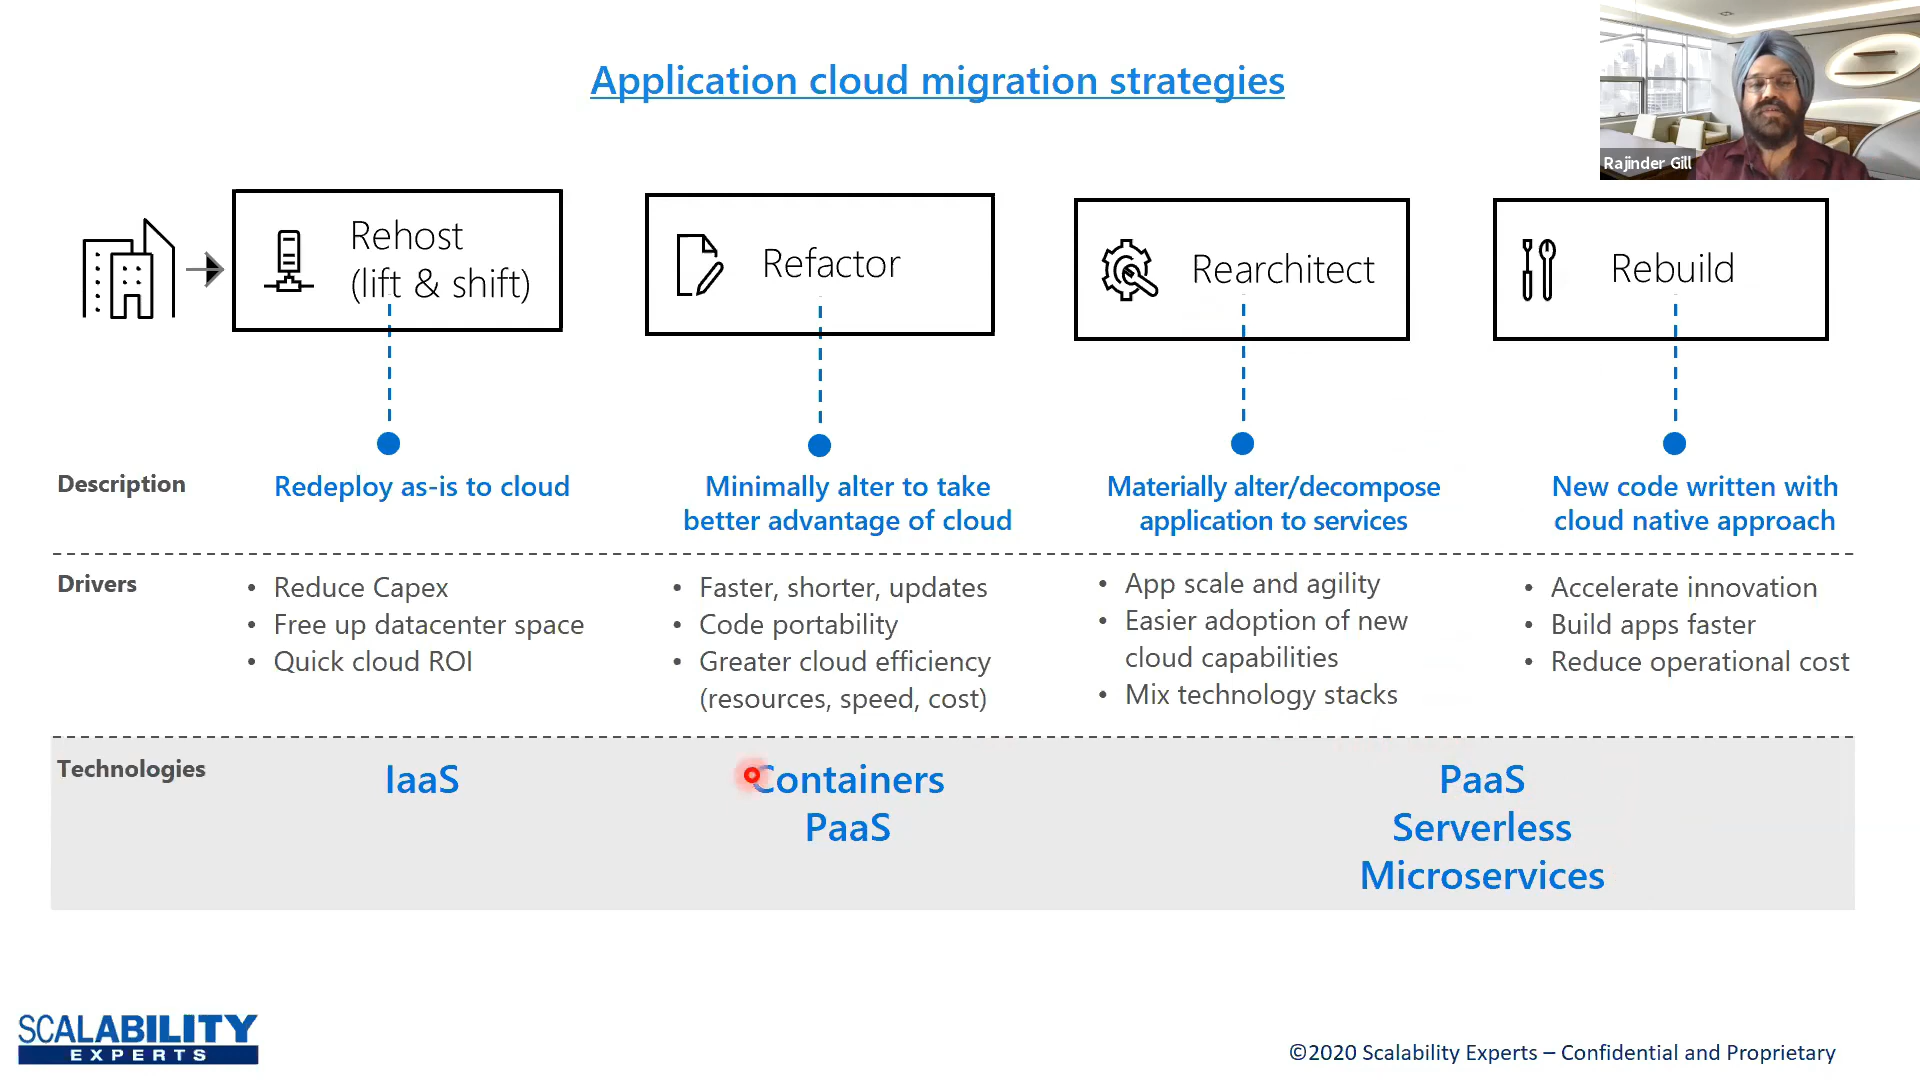 Application cloud migration strategies
Rajinder Gill
Rehost
(lift & shift)
Refactor
Rearchitect
Rebuild
Description
Redeploy as-is to cloud
Minimally alter to take
better advantage of cloud
Materially alter/decompose
application to services
New code written with
cloud native approach
Drivers
• Reduce Capex
• Free up datacenter space
• Quick cloud ROI
• Faster, shorter, updates
• Code portability
• Greater cloud efficiency
(resources, speed, cost)
• App scale and agility
• Easier adoption of new
cloud capabilities
• Mix technology stacks
• Accelerate innovation
• Build apps faster
• Reduce operational cost
Technologies
IaaS
Containers
PaaS
PaaS
Serverless
Microservices
SCALABILITY
EXPERTS
©2020 Scalability Experts – Confidential and Proprietary